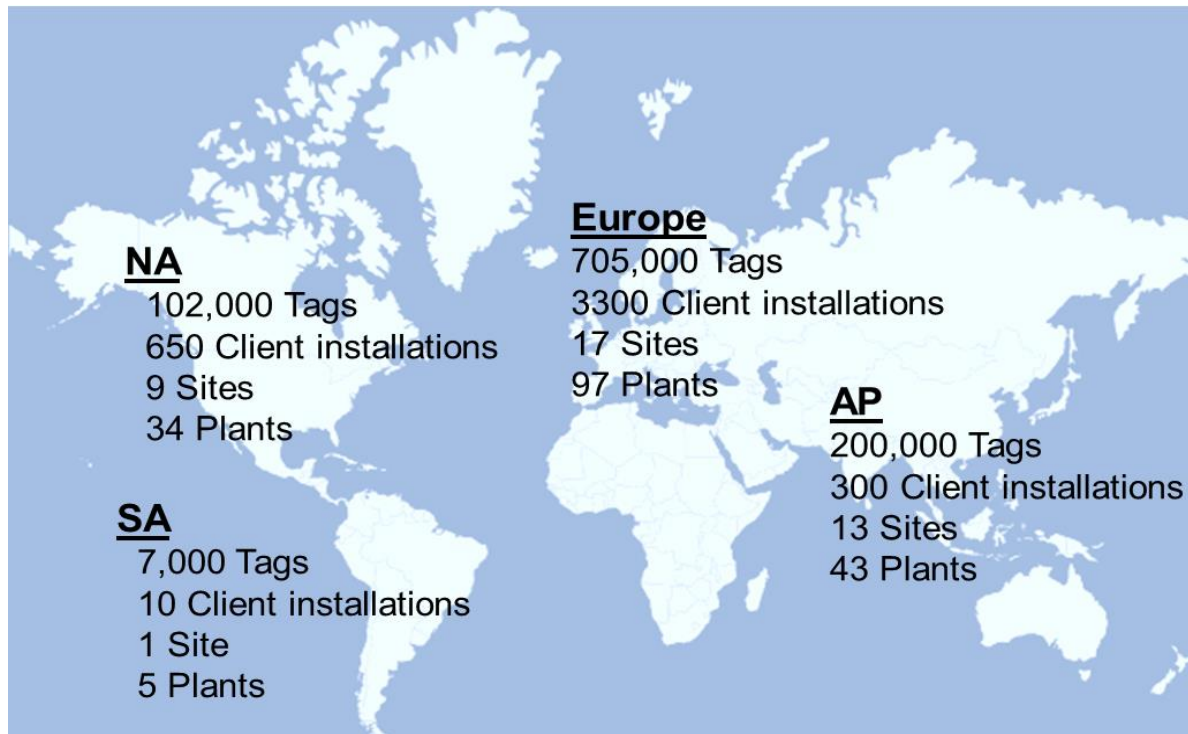 NA
102,000 Tags
650 Client installations
9 Sites
34 Plants
Europe
705,000 Tags
3300 Client installations
17 Sites
97 Plants
AP
200,000 Tags
300 Client installations
13 Sites
43 Plants
SA
7,000 Tags
10 Client installations
1 Site
5 Plants